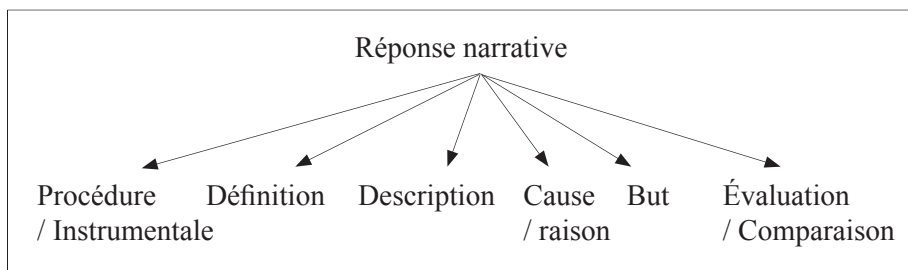 Réponse narrative
Procédure Définition Description Cause But Évaluation
/ Instrumentale / raison / Comparaison